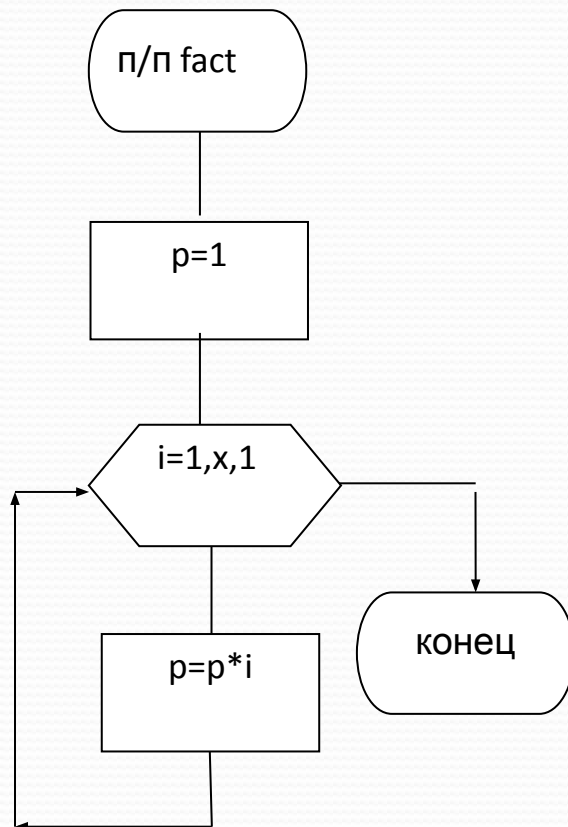 п/п fact
p=1
i=1,x,1
p=p*i
конец